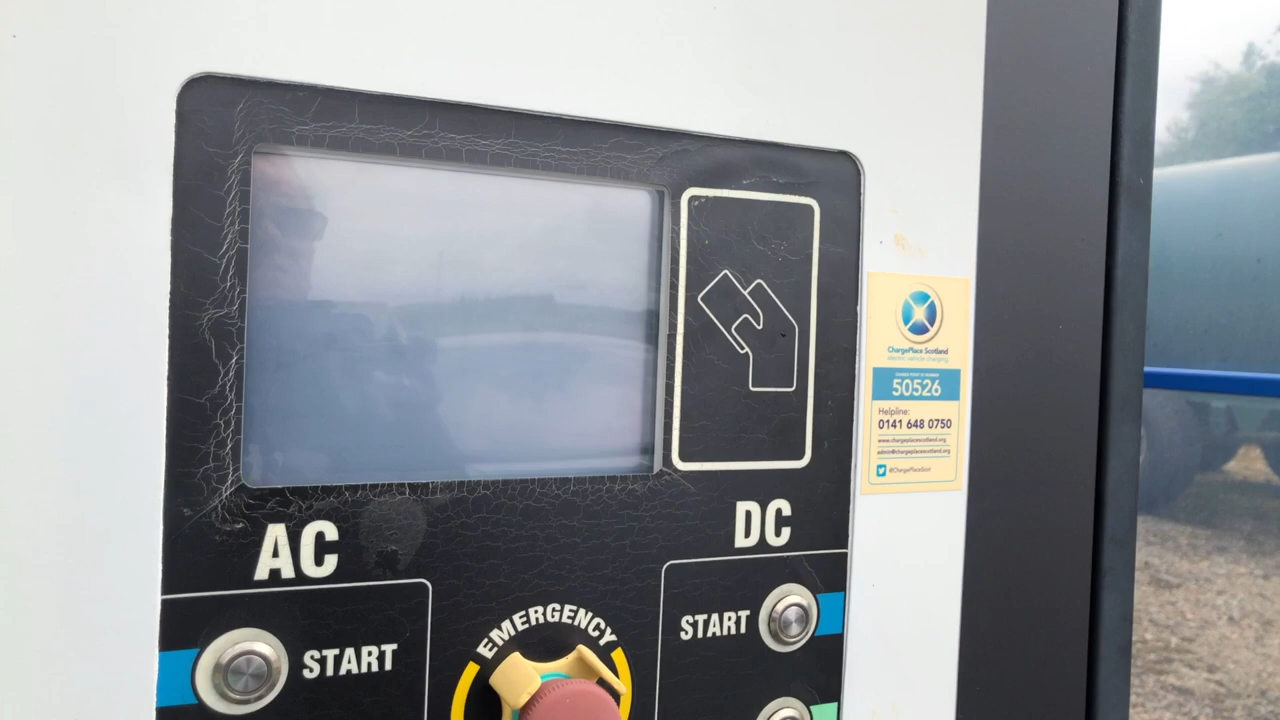 ChargePlace Scotland
electric vehicle charging
CHARGE POINT ID NUMBER
50526
Helpline:
0141 648 0750
www.chargeplacescotland.org
admin@chargeplacescotland.org
@ChargePlaceScot
AC
DC
START
START
EMERGENCY